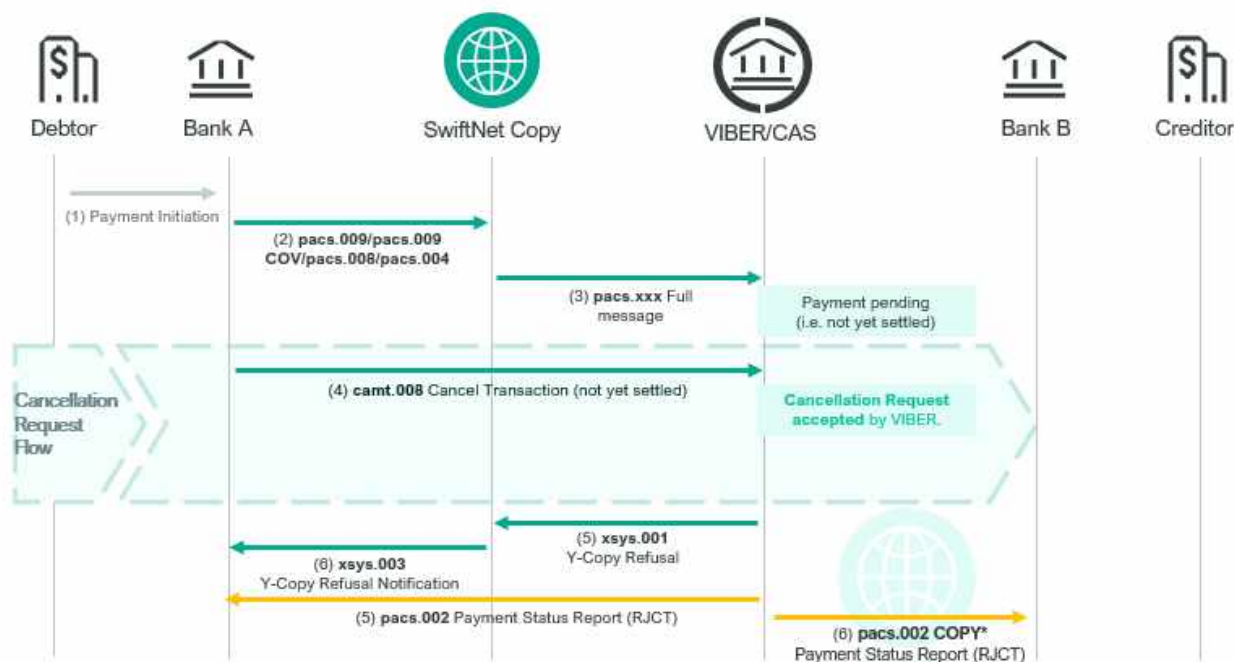 Debtor
Bank A
SwiftNet Copy
VIBER/CAS
Bank B
Creditor
(1) Payment Initiation
(2) pacs.009/pacs.009
COV/pacs.008/pacs.004
(3) pacs.xxx Full
message
Payment pending
(i.e. not yet settled)
Cancellation
Request
Flow
(4) camt.008 Cancel Transaction (not yet settled)
Cancellation Request
accepted by VIBER.
(5) xsys.001
Y-Copy Refusal
(6) xsys.003
Y-Copy Refusal Notification
(5) pacs.002 Payment Status Report (RJCT)
(6) pacs.002 COPY*
Payment Status Report (RJCT)